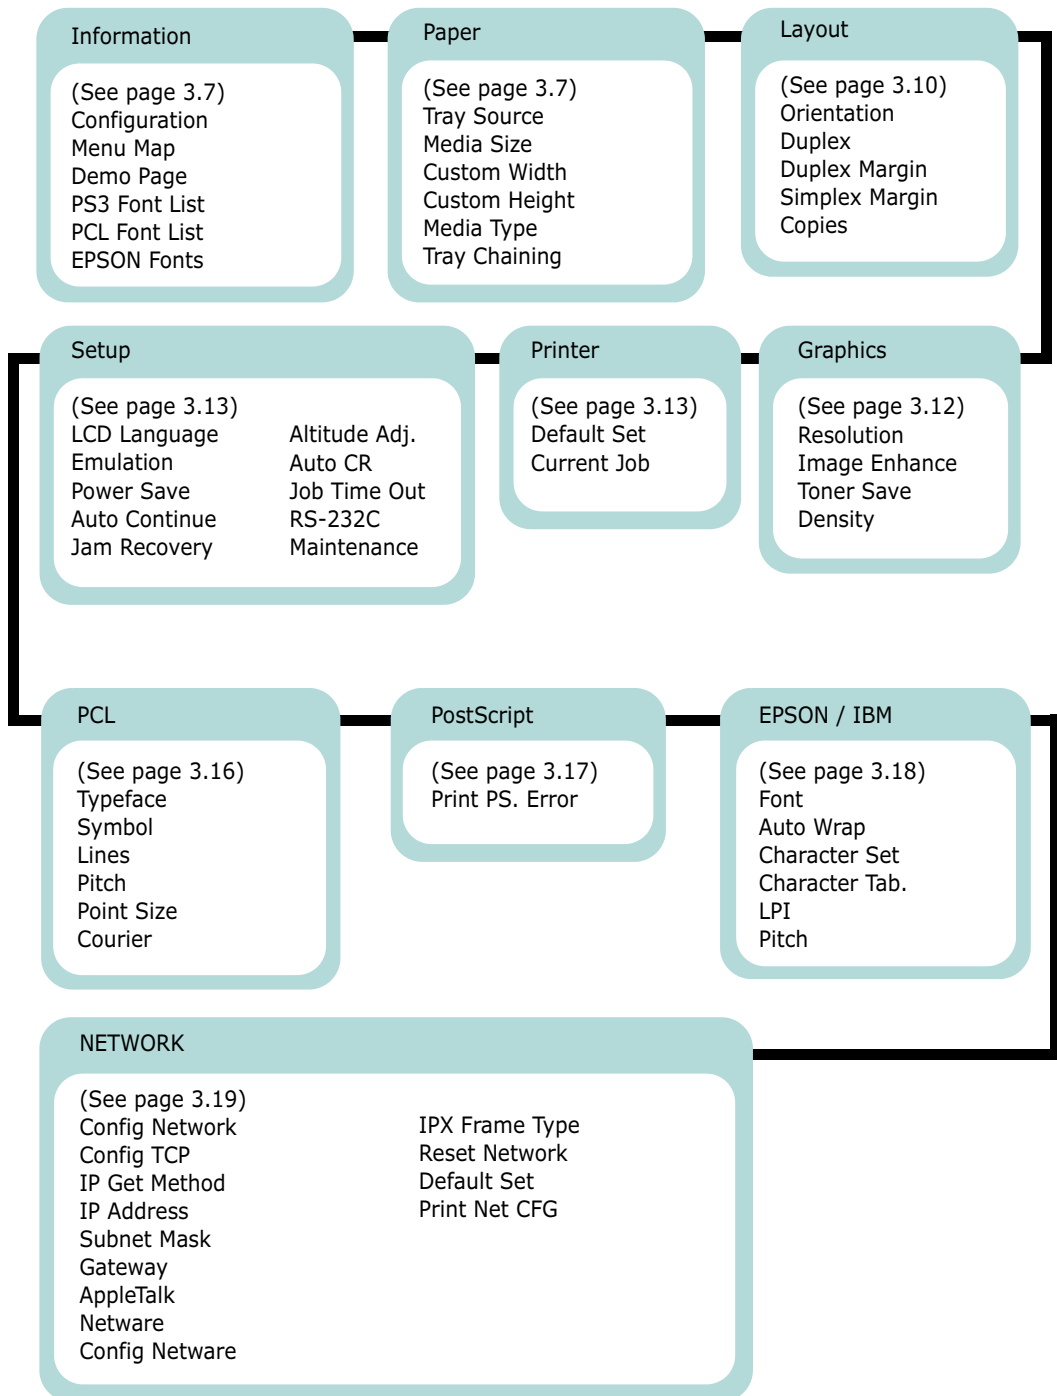 Information
(See page 3.7)
Configuration
Menu Map
Demo Page
PS3 Font List
PCL Font List
EPSON Fonts
Paper
(See page 3.7)
Tray Source
Media Size
Custom Width
Custom Height
Media Type
Tray Chaining
Layout
(See page 3.10)
Orientation
Duplex
Duplex Margin
Simplex Margin
Copies
Setup
(See page 3.13)
LCD Language
Emulation
Power Save
Auto Continue
Jam Recovery
Altitude Adj.
Auto CR
Job Time Out
RS-232C
Maintenance
Printer
(See page 3.13)
Default Set
Current Job
Graphics
(See page 3.12)
Resolution
Image Enhance
Toner Save
Density
PCL
(See page 3.16)
Typeface
Symbol
Lines
Pitch
Point Size
Courier
PostScript
(See page 3.17)
Print PS. Error
EPSON / IBM
(See page 3.18)
Font
Auto Wrap
Character Set
Character Tab.
LPI
Pitch
NETWORK
(See page 3.19)
Config Network
Config TCP
IP Get Method
IP Address
Subnet Mask
Gateway
AppleTalk
Netware
Config Netware
IPX Frame Type
Reset Network
Default Set
Print Net CFG